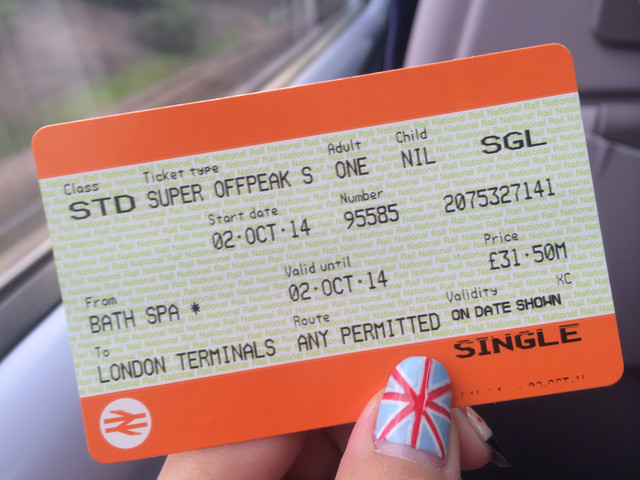 Class Ticket type Adult Child
STD SUPER OFFPEAK S ONE NIL SGL
Start date Number
02·OCT·14 95585 2075327141
Valid until Price
From 02·OCT·14 £31·50M
BATH SPA * Validity XC
To Route ON DATE SHOWN
LONDON TERMINALS ANY PERMITTED SINGLE